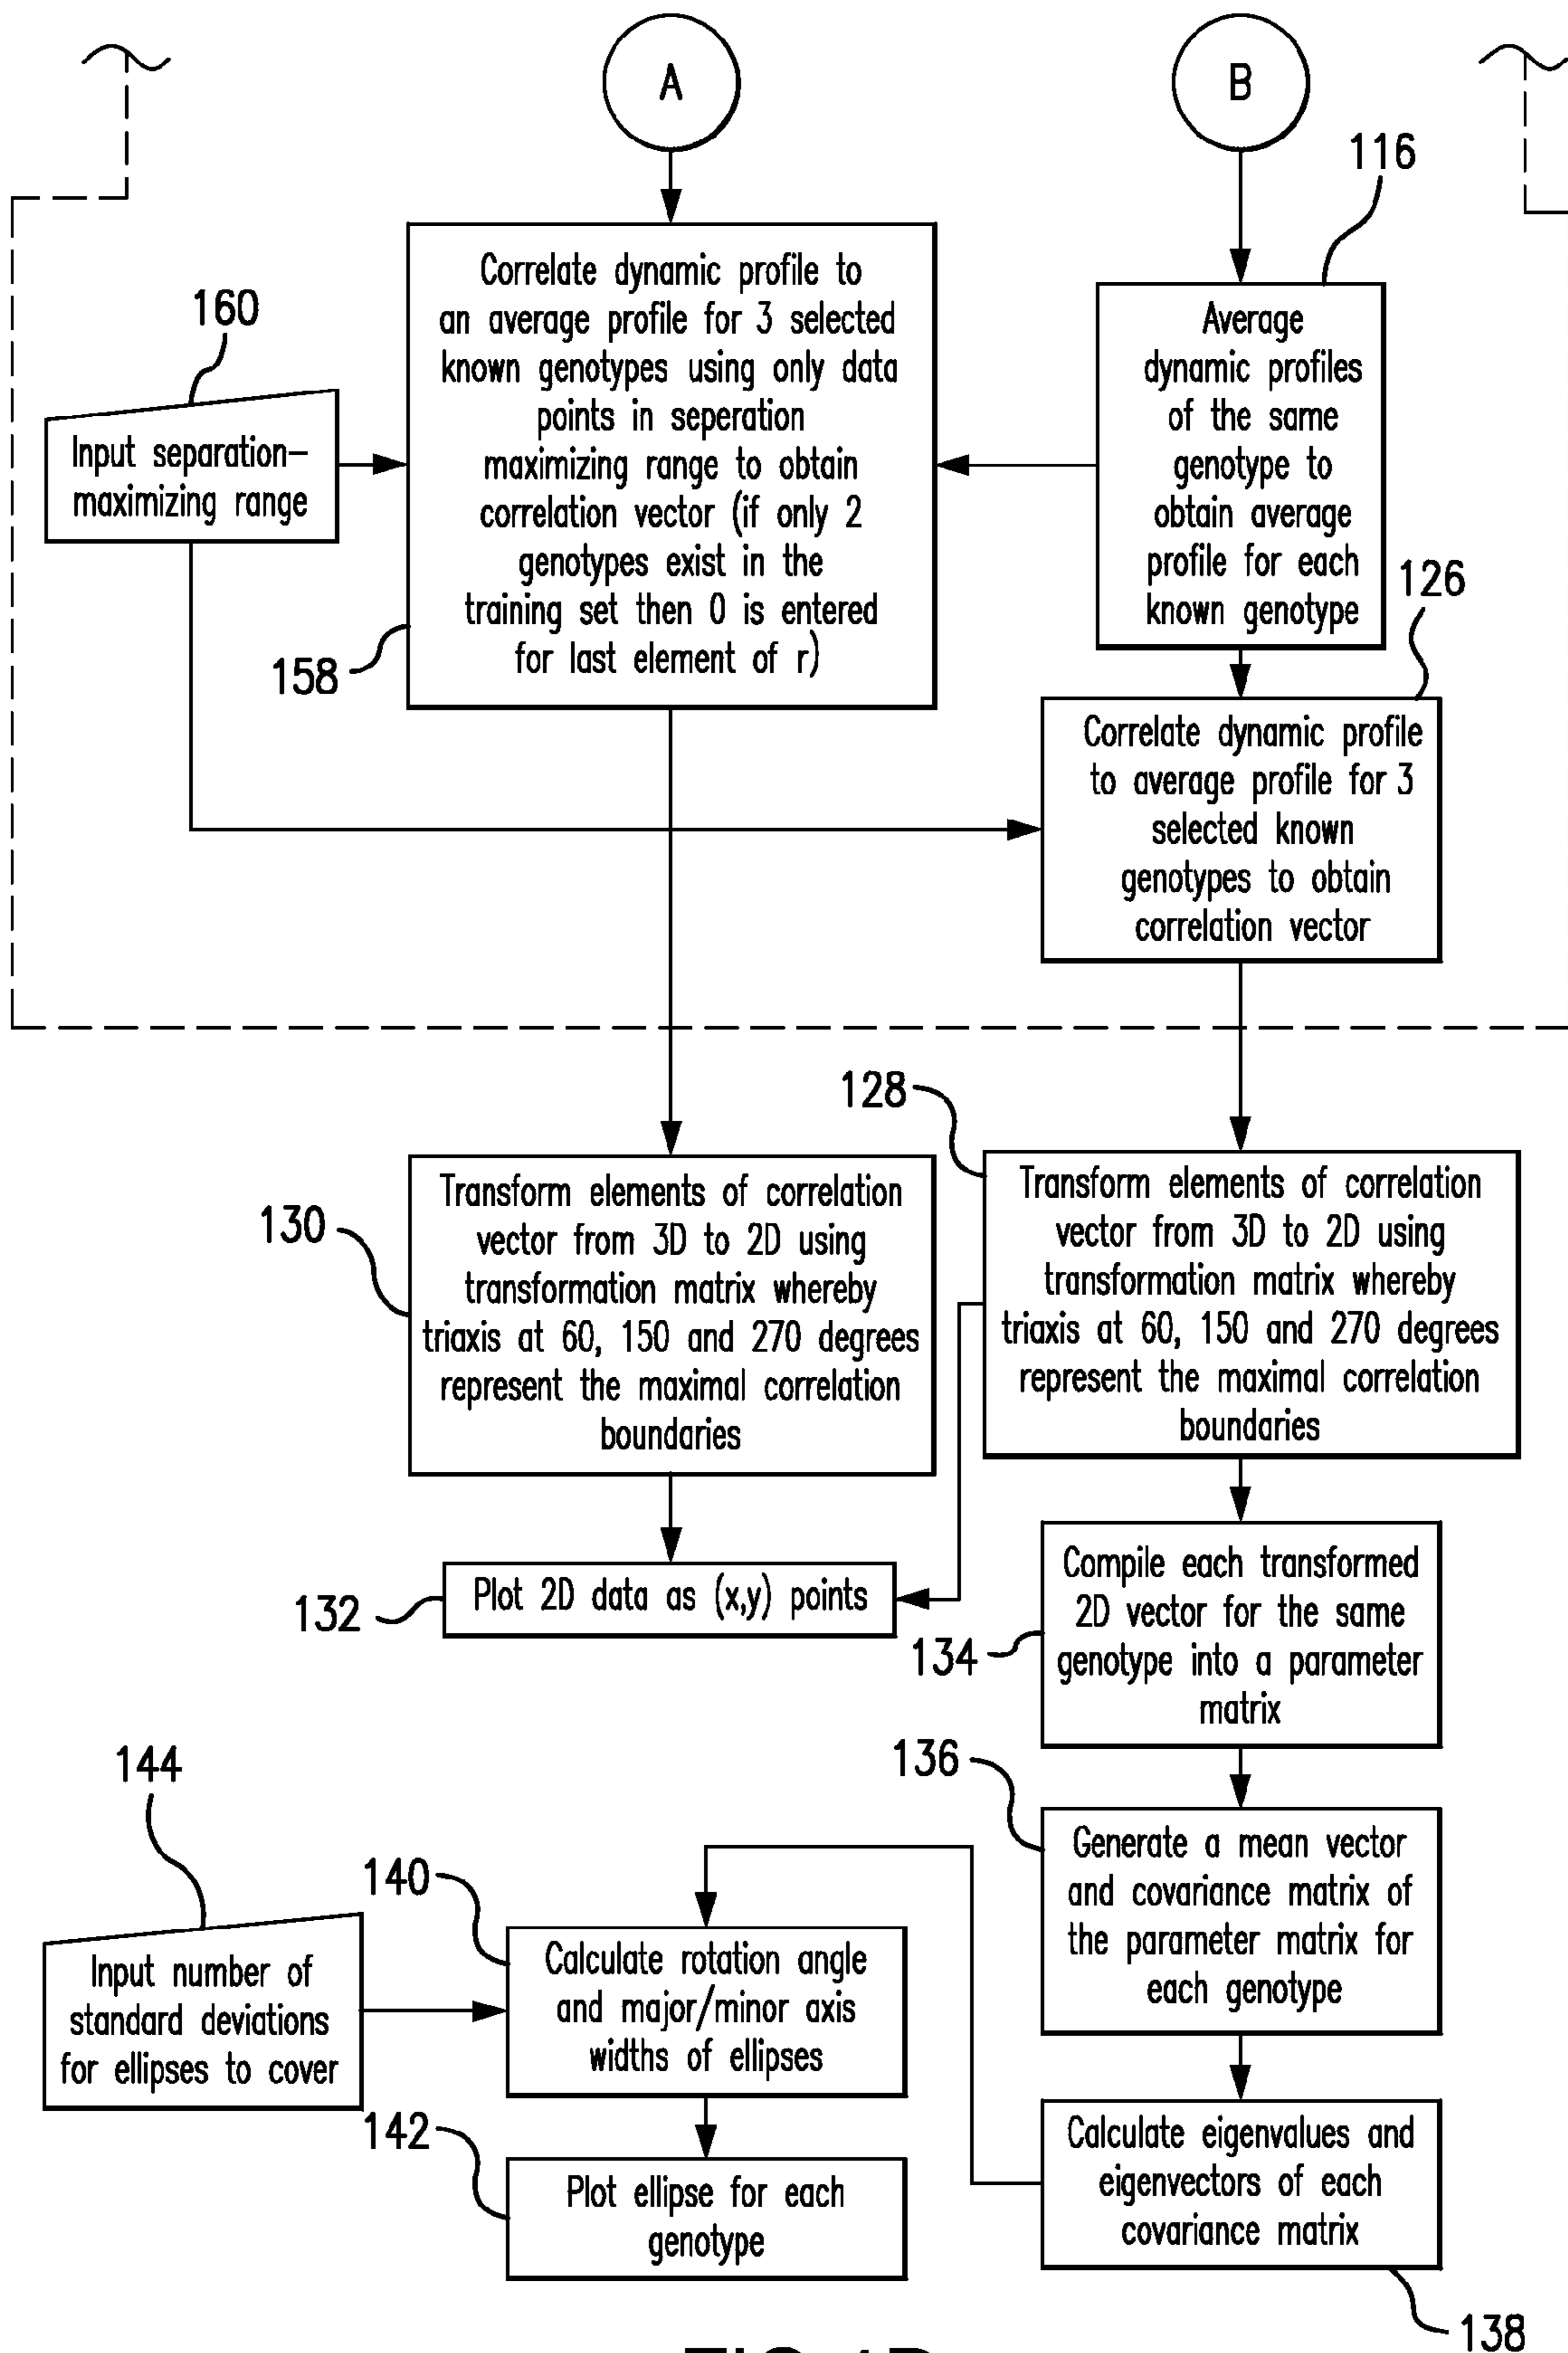 A
B
116
160
Correlate dynamic profile to
an average profile for 3 selected
known genotypes using only data
points in seperation
maximizing range to obtain
correlation vector (if only 2
genotypes exist in the
training set then 0 is entered
for last element of r)
158
Input separation-
maximizing range
Average
dynamic profiles
of the same
genotype to
obtain average
profile for each
known genotype
126
Correlate dynamic profile
to average profile for 3
selected known
genotypes to obtain
correlation vector
128
130
Transform elements of correlation
vector from 3D to 2D using
transformation matrix whereby
triaxis at 60, 150 and 270 degrees
represent the maximal correlation
boundaries
Transform elements of correlation
vector from 3D to 2D using
transformation matrix whereby
triaxis at 60, 150 and 270 degrees
represent the maximal correlation
boundaries
132
Plot 2D data as (x,y) points
134
Compile each transformed
2D vector for the same
genotype into a parameter
matrix
136
Generate a mean vector
and covariance matrix of
the parameter matrix for
each genotype
144
Input number of
standard deviations
for ellipses to cover
140
Calculate rotation angle
and major/minor axis
widths of ellipses
142
Plot ellipse for each
genotype
Calculate eigenvalues and
eigenvectors of each
covariance matrix
138